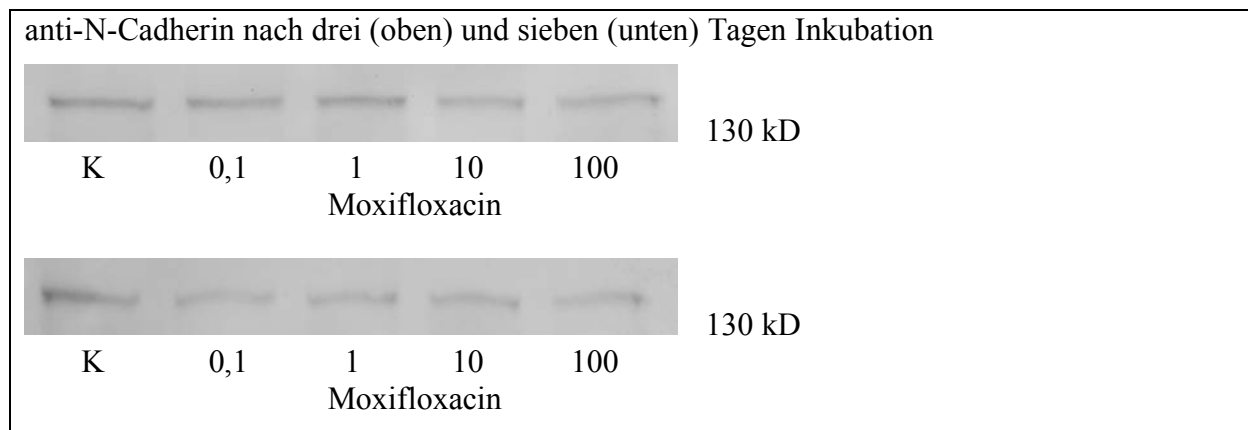 anti-N-Cadherin nach drei (oben) und sieben (unten) Tagen Inkubation
130 kD
K 0,1 1 10 100
Moxifloxacin
130 kD
K 0,1 1 10 100
Moxifloxacin